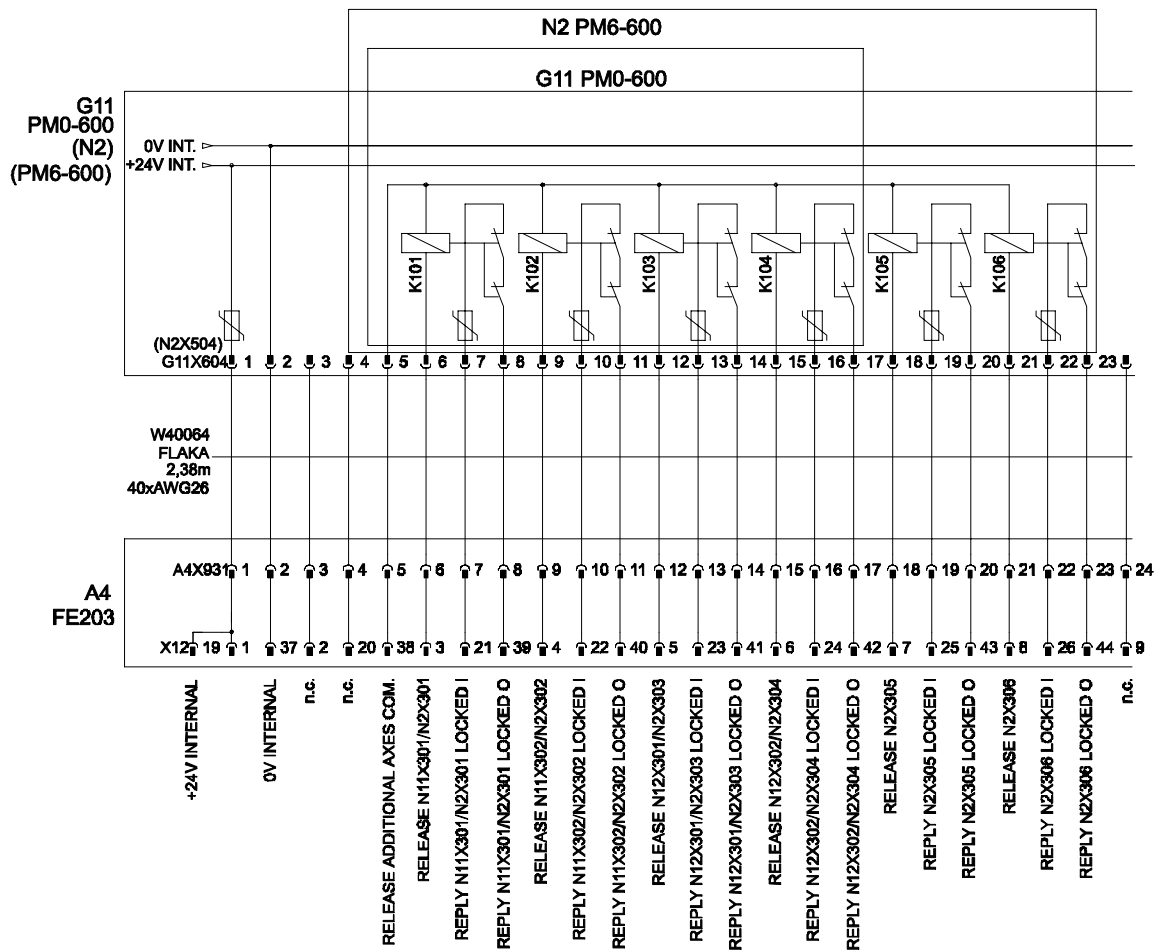 N2 PM6-600
G11 PM0-600
G11
PM0-600
(N2)
(PM6-600)
0V INT.
+24V INT.
K101 K102 K103 K104 K105 K106
(N2X504)
G11X604 1 2 3 4 5 6 7 8 9 10 11 12 13 14 15 16 17 18 19 20 21 22 23
W40064
FLAKA
2,38m
40xAWG26
A4X931 1 2 3 4 5 6 7 8 9 10 11 12 13 14 15 16 17 18 19 20 21 22 23 24
A4
FE203
X12 19 1 37 2 20 38 3 21 39 4 22 40 5 23 41 6 24 42 7 25 43 8 26 44 9
+24V INTERNAL
0V INTERNAL
n.c.
n.c.
RELEASE ADDITIONAL AXES COM.
RELEASE N11X301/N2X301
REPLY N11X301/N2X301 LOCKED I
REPLY N11X301/N2X301 LOCKED O
RELEASE N11X302/N2X302
REPLY N11X302/N2X302 LOCKED I
REPLY N11X302/N2X302 LOCKED O
RELEASE N12X301/N2X303
REPLY N12X301/N2X303 LOCKED I
REPLY N12X301/N2X303 LOCKED O
RELEASE N12X302/N2X304
REPLY N12X302/N2X304 LOCKED I
REPLY N12X302/N2X304 LOCKED O
RELEASE N2X305
REPLY N2X305 LOCKED I
REPLY N2X305 LOCKED O
RELEASE N2X306
REPLY N2X306 LOCKED I
REPLY N2X306 LOCKED O
n.c.